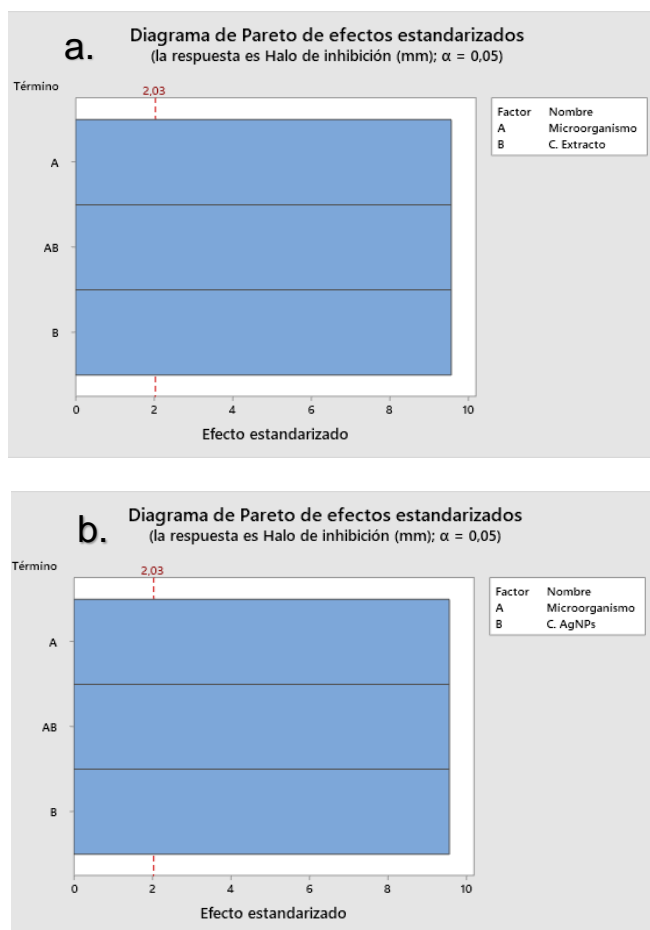 a.
Diagrama de Pareto de efectos estandarizados
(la respuesta es Halo de inhibición (mm); α = 0,05)
Término
2,03
Factor Nombre
A Microorganismo
B C. Extracto
A
AB
B
0 2 4 6 8 10
Efecto estandarizado
b.
Diagrama de Pareto de efectos estandarizados
(la respuesta es Halo de inhibición (mm); α = 0,05)
Término
2,03
Factor Nombre
A Microorganismo
B C. AgNPs
A
AB
B
0 2 4 6 8 10
Efecto estandarizado